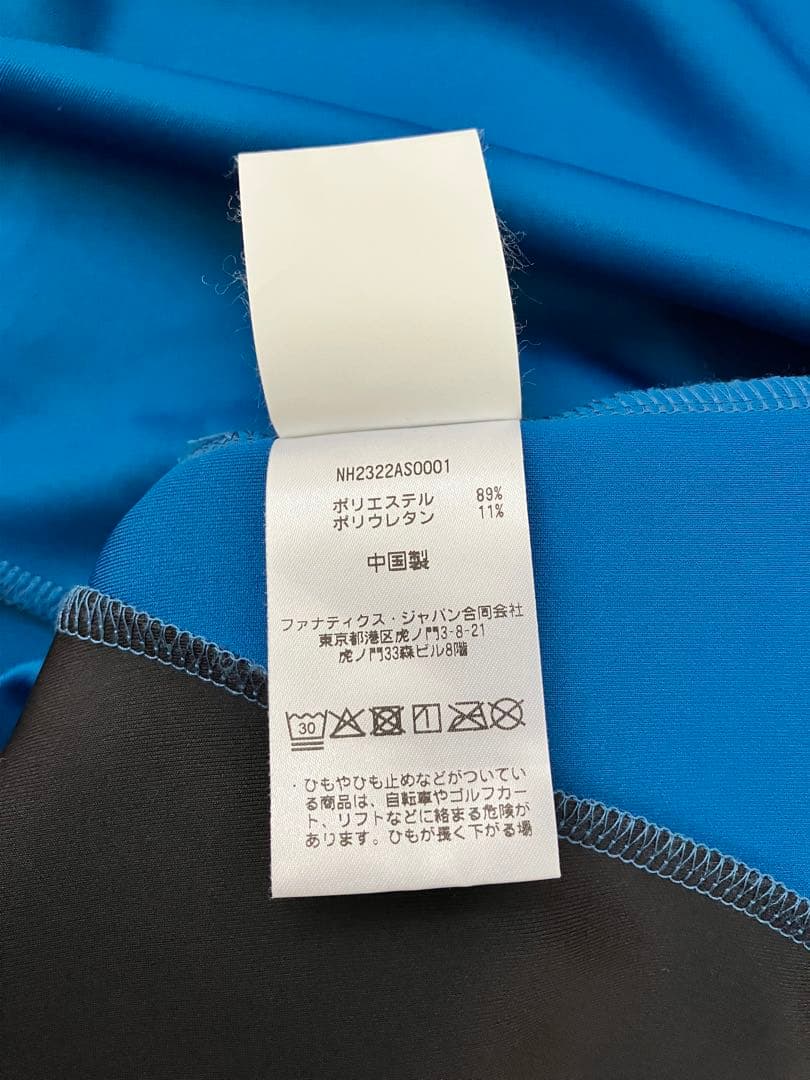 NH2322AS0001
ポリエステル 89%
ポリウレタン 11%
中国製
ファナティクス・ジャパン合同会社
東京都港区虎ノ門3-8-21
虎ノ門33森ビル8階
30
・ひもやひも止めなどがついてい
る商品は、自転車やゴルフカー
ト、リフトなどに絡まる危険が
あります。ひもが長く下がる場